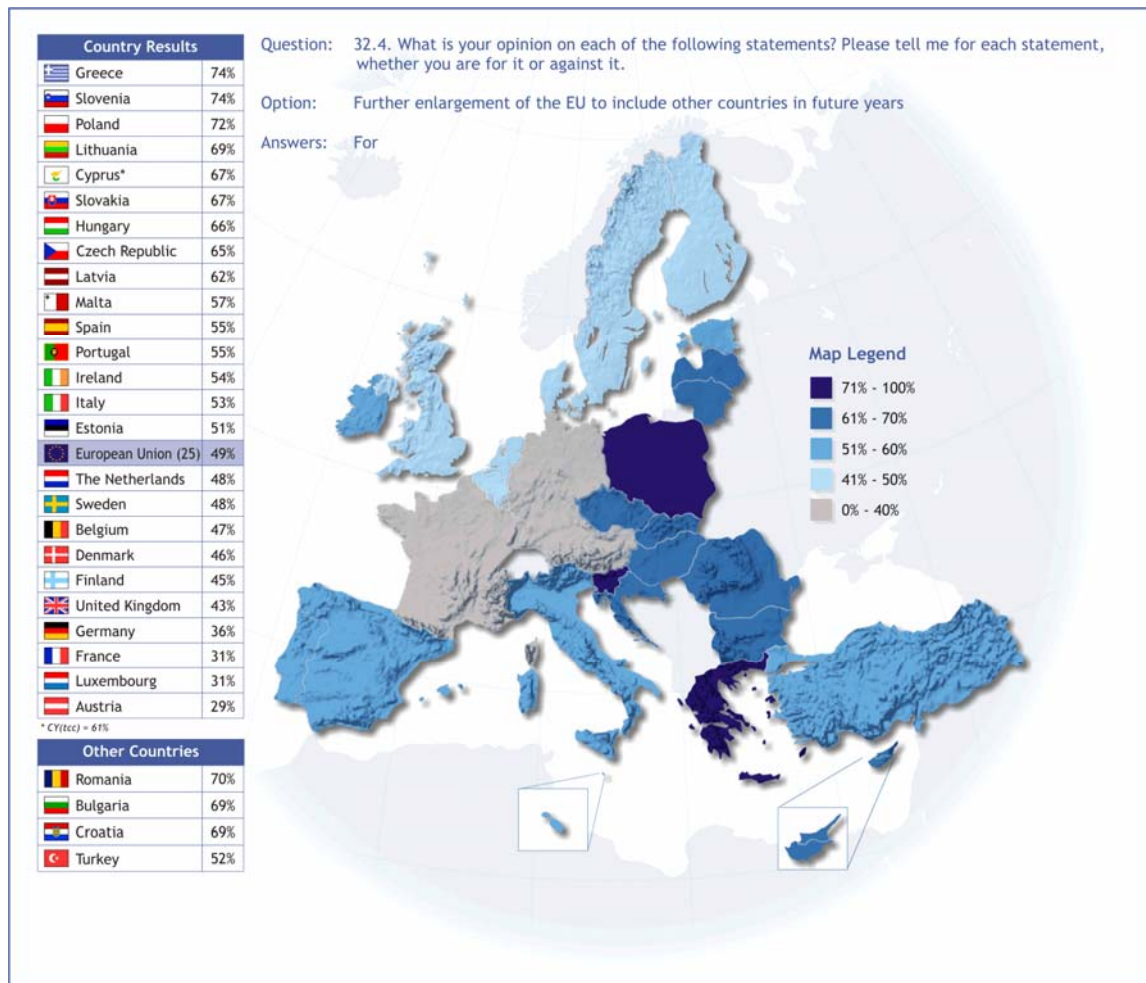 Country Results
Greece 74%
Slovenia 74%
Poland 72%
Lithuania 69%
Cyprus* 67%
Slovakia 67%
Hungary 66%
Czech Republic 65%
Latvia 62%
Malta 57%
Spain 55%
Portugal 55%
Ireland 54%
Italy 53%
Estonia 51%
European Union (25) 49%
The Netherlands 48%
Sweden 48%
Belgium 47%
Denmark 46%
Finland 45%
United Kingdom 43%
Germany 36%
France 31%
Luxembourg 31%
Austria 29%
* CY(tcc) = 61%
Other Countries
Romania 70%
Bulgaria 69%
Croatia 69%
Turkey 52%
Question: 32.4. What is your opinion on each of the following statements? Please tell me for each statement,
whether you are for it or against it.
Option: Further enlargement of the EU to include other countries in future years
Answers: For
Map Legend
71% - 100%
61% - 70%
51% - 60%
41% - 50%
0% - 40%